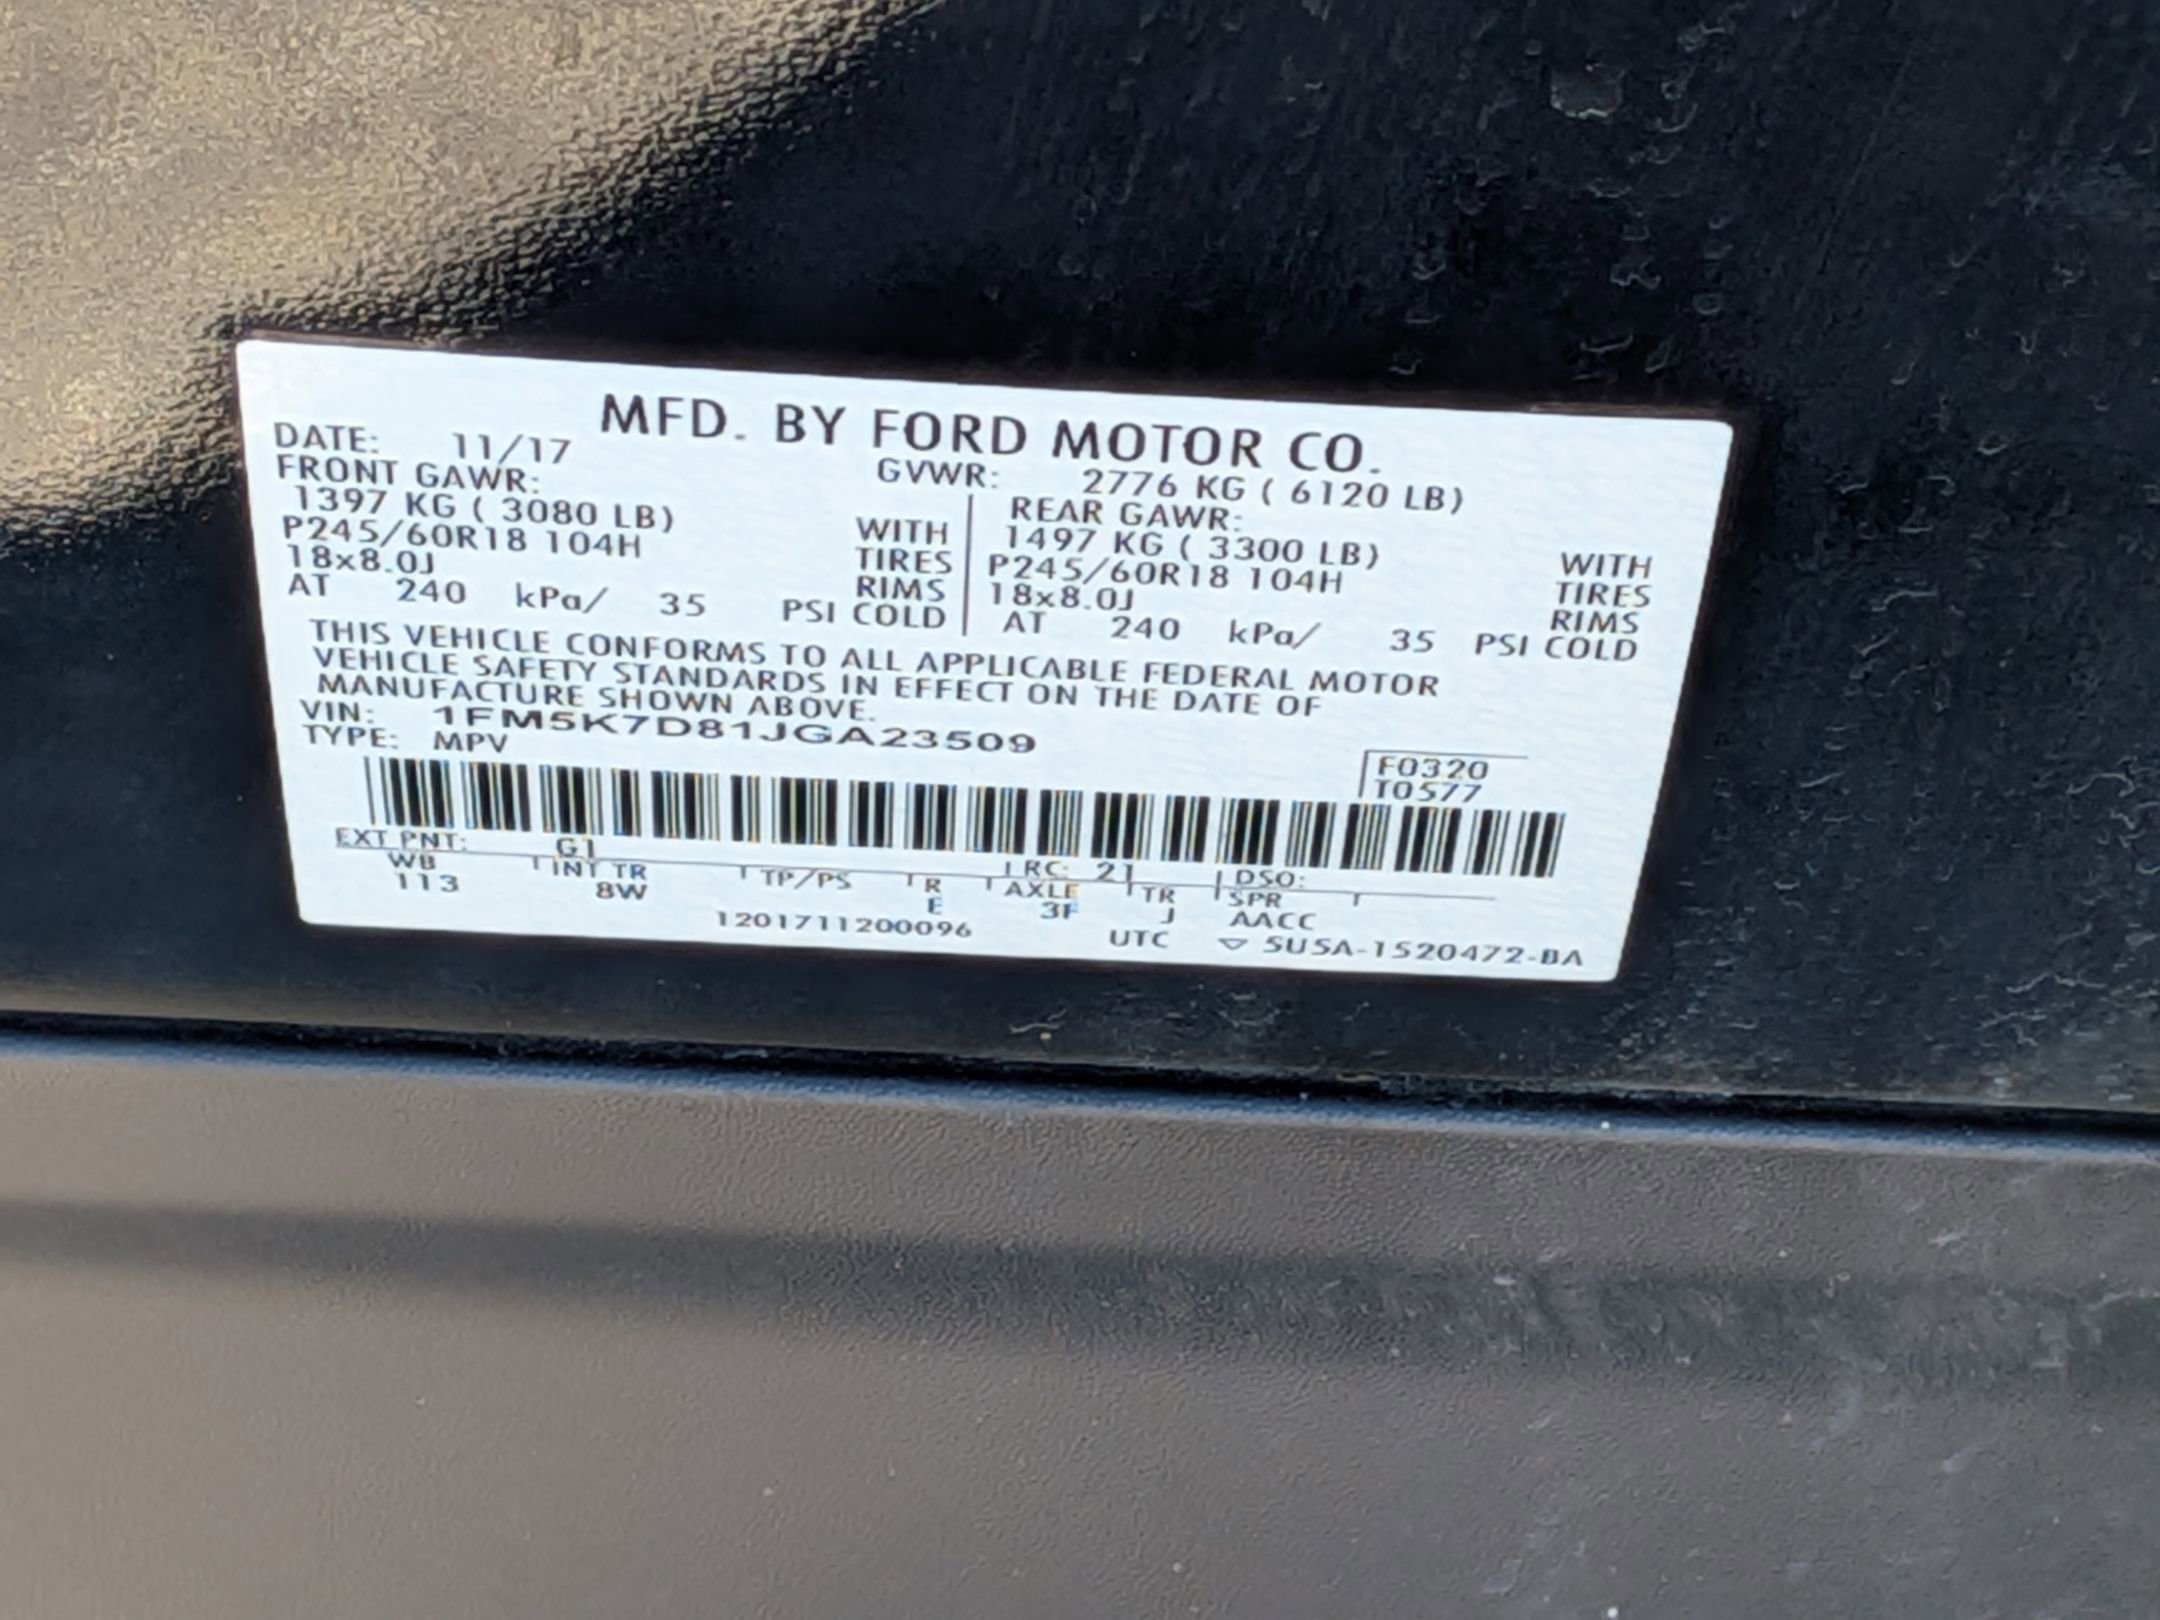 MFD. BY FORD MOTOR CO.
DATE: 11/17 GVWR: 2776 KG ( 6120 LB)
FRONT GAWR: REAR GAWR:
1397 KG ( 3080 LB) WITH 1497 KG ( 3300 LB) WITH
P245/60R18 104H TIRES P245/60R18 104H TIRES
18x8.0J RIMS 18x8.0J RIMS
AT 240 kPa/ 35 PSI COLD AT 240 kPa/ 35 PSI COLD
THIS VEHICLE CONFORMS TO ALL APPLICABLE FEDERAL MOTOR
VEHICLE SAFETY STANDARDS IN EFFECT ON THE DATE OF
MANUFACTURE SHOWN ABOVE.
VIN: 1FM5K7D81JGA23509
TYPE: MPV
F0320
T0577
EXT PNT: G1 RC: 21 DSO:
WB INT TR TP/PS R AXLE TR SPR
113 8W E 3F J AACC
1201711200096 UTC ▽ 5U5A-1520472-BA